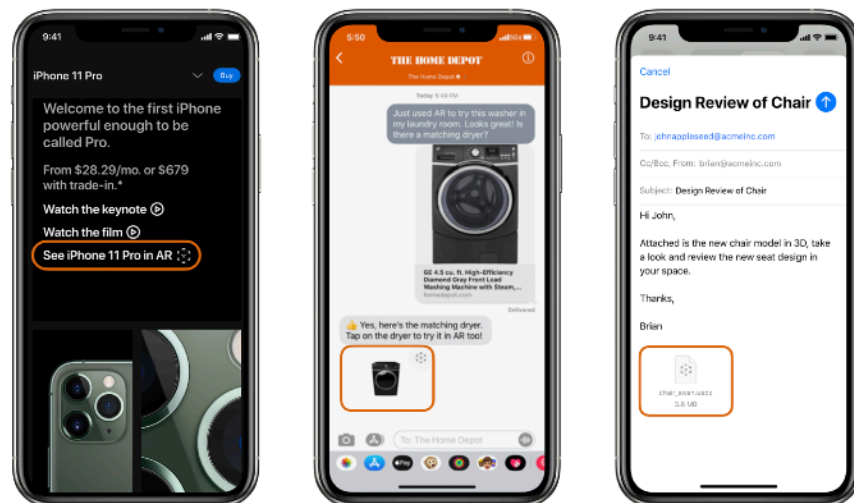 9:41
iPhone 11 Pro
Buy
Welcome to the first iPhone
powerful enough to be
called Pro.
From $28.29/mo. or $679
with trade-in.*
Watch the keynote
Watch the film
See iPhone 11 Pro in AR
5:50
THE HOME DEPOT
The Home Depot
Today 5:49 PM
Just used AR to try this washer in
my laundry room. Looks great! Is
there a matching dryer?
GE 4.5 cu. ft. High-Efficiency
Diamond Gray Front Load
Washing Machine with Steam,...
homedepot.com
Delivered
👍 Yes, here's the matching dryer.
Tap on the dryer to try it in AR too!
To: The Home Depot
Pay
9:41
Cancel
Design Review of Chair
To: johnappleseed@acmeinc.com
Cc/Bcc, From: brian@acmeinc.com
Subject: Design Review of Chair
Hi John,
Attached is the new chair model in 3D, take
a look and review the new seat design in
your space.
Thanks,
Brian
chair_swan.usdz
3.8 MB